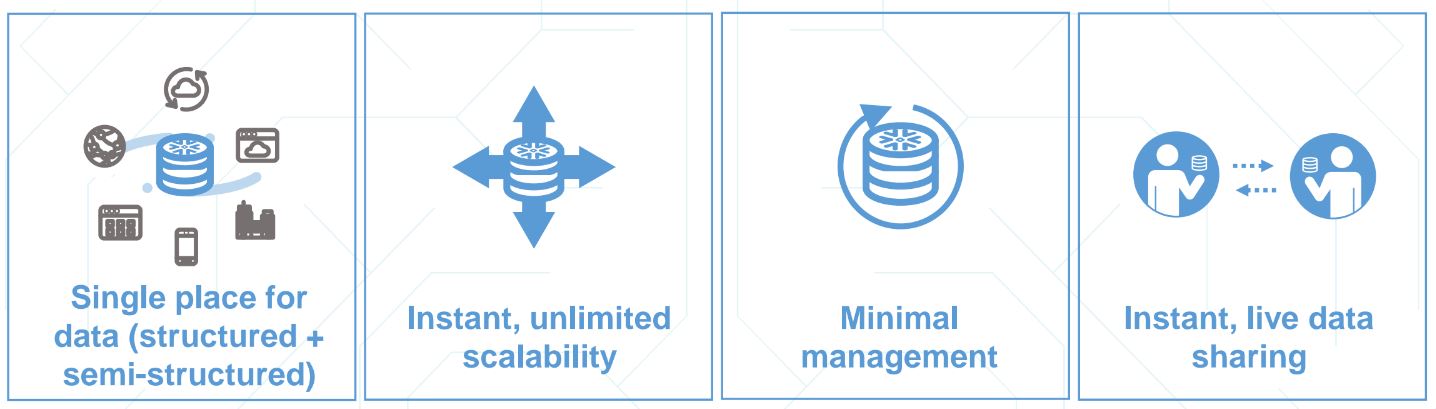 Single place for
data (structured +
semi-structured)
Instant, unlimited
scalability
Minimal
management
Instant, live data
sharing